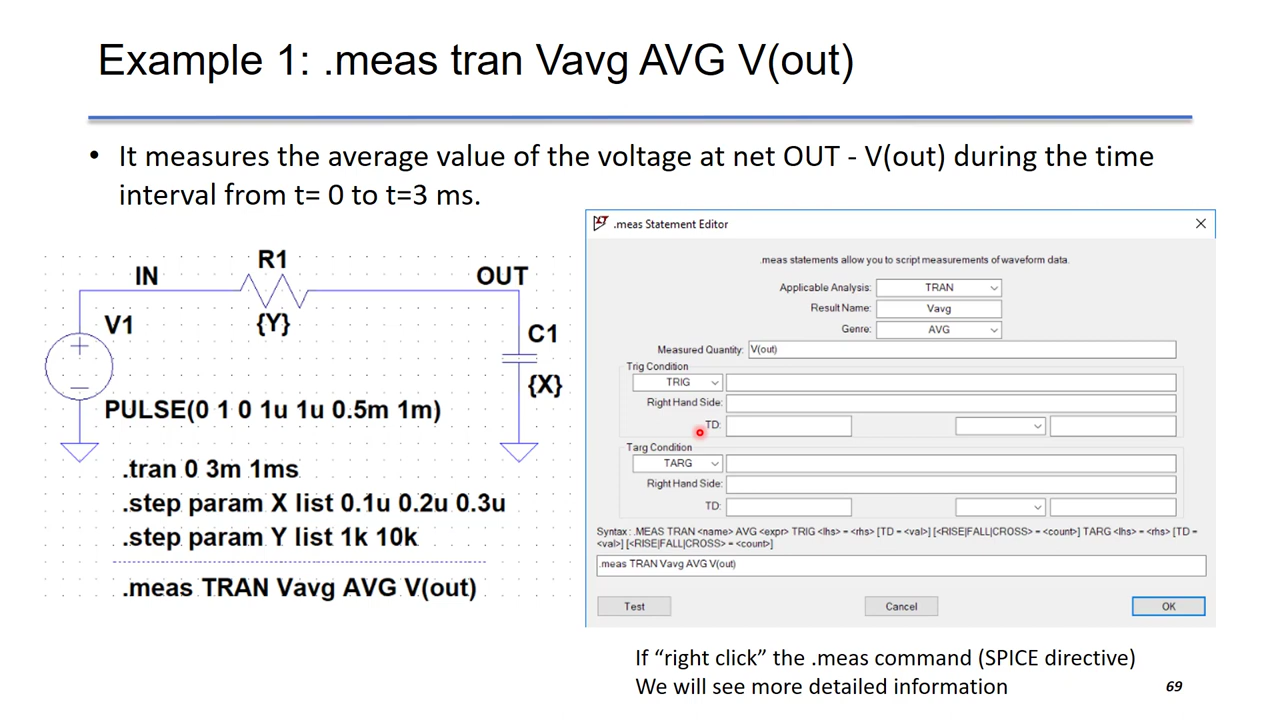 Example 1: .meas tran Vavg AVG V(out)
• It measures the average value of the voltage at net OUT - V(out) during the time
interval from t= 0 to t=3 ms.
IN
R1
{Y}
OUT
V1
C1
{X}
PULSE(0 1 0 1u 1u 0.5m 1m)
.tran 0 3m 1ms
.step param X list 0.1u 0.2u 0.3u
.step param Y list 1k 10k
.meas TRAN Vavg AVG V(out)
.meas Statement Editor
.meas statements allow you to script measurements of waveform data.
Applicable Analysis: TRAN
Result Name: Vavg
Genre: AVG
Measured Quantity: V(out)
Trig Condition
TRIG
Right Hand Side:
TD:
Targ Condition
TARG
Right Hand Side:
TD:
Syntax: .MEAS TRAN <name> AVG <expr> TRIG <lhs> = <rhs> [TD = <val>] [<RISE|FALL|CROSS> = <count>] TARG <lhs> = <rhs> [TD =
<val>] [<RISE|FALL|CROSS> = <count>]
.meas TRAN Vavg AVG V(out)
Test
Cancel
OK
If “right click” the .meas command (SPICE directive)
We will see more detailed information
69